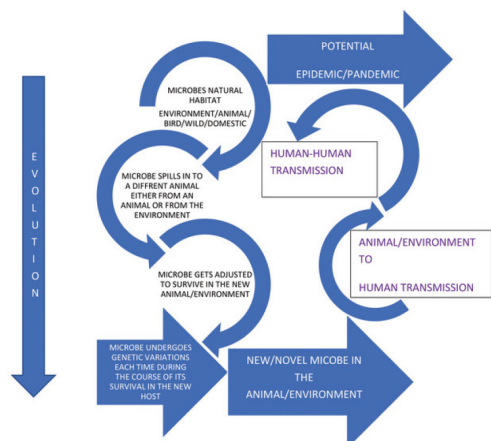 POTENTIAL
EPIDEMIC/PANDEMIC
MICROBES NATURAL
HABITAT
ENVIRONMENT/ANIMAL/
BIRD/WILD/DOMESTIC
HUMAN-HUMAN
TRANSMISSION
MICROBE SPILLS IN TO
A DIFFRENT ANIMAL
EITHER FROM AN
ANIMAL OR FROM THE
ENVIRONMENT
EVOLUTION
ANIMAL/ENVIRONMENT
TO
HUMAN TRANSMISSION
MICROBE GETS ADJUSTED
TO SURVIVE IN THE NEW
ANIMAL/ENVIRONMENT
MICROBE UNDERGOES
GENETIC VARIATIONS
EACH TIME DURING
THE COURSE OF ITS
SURVIVAL IN THE NEW
HOST
NEW/NOVEL MICOBE IN
THE
ANIMAL/ENVIRONMENT